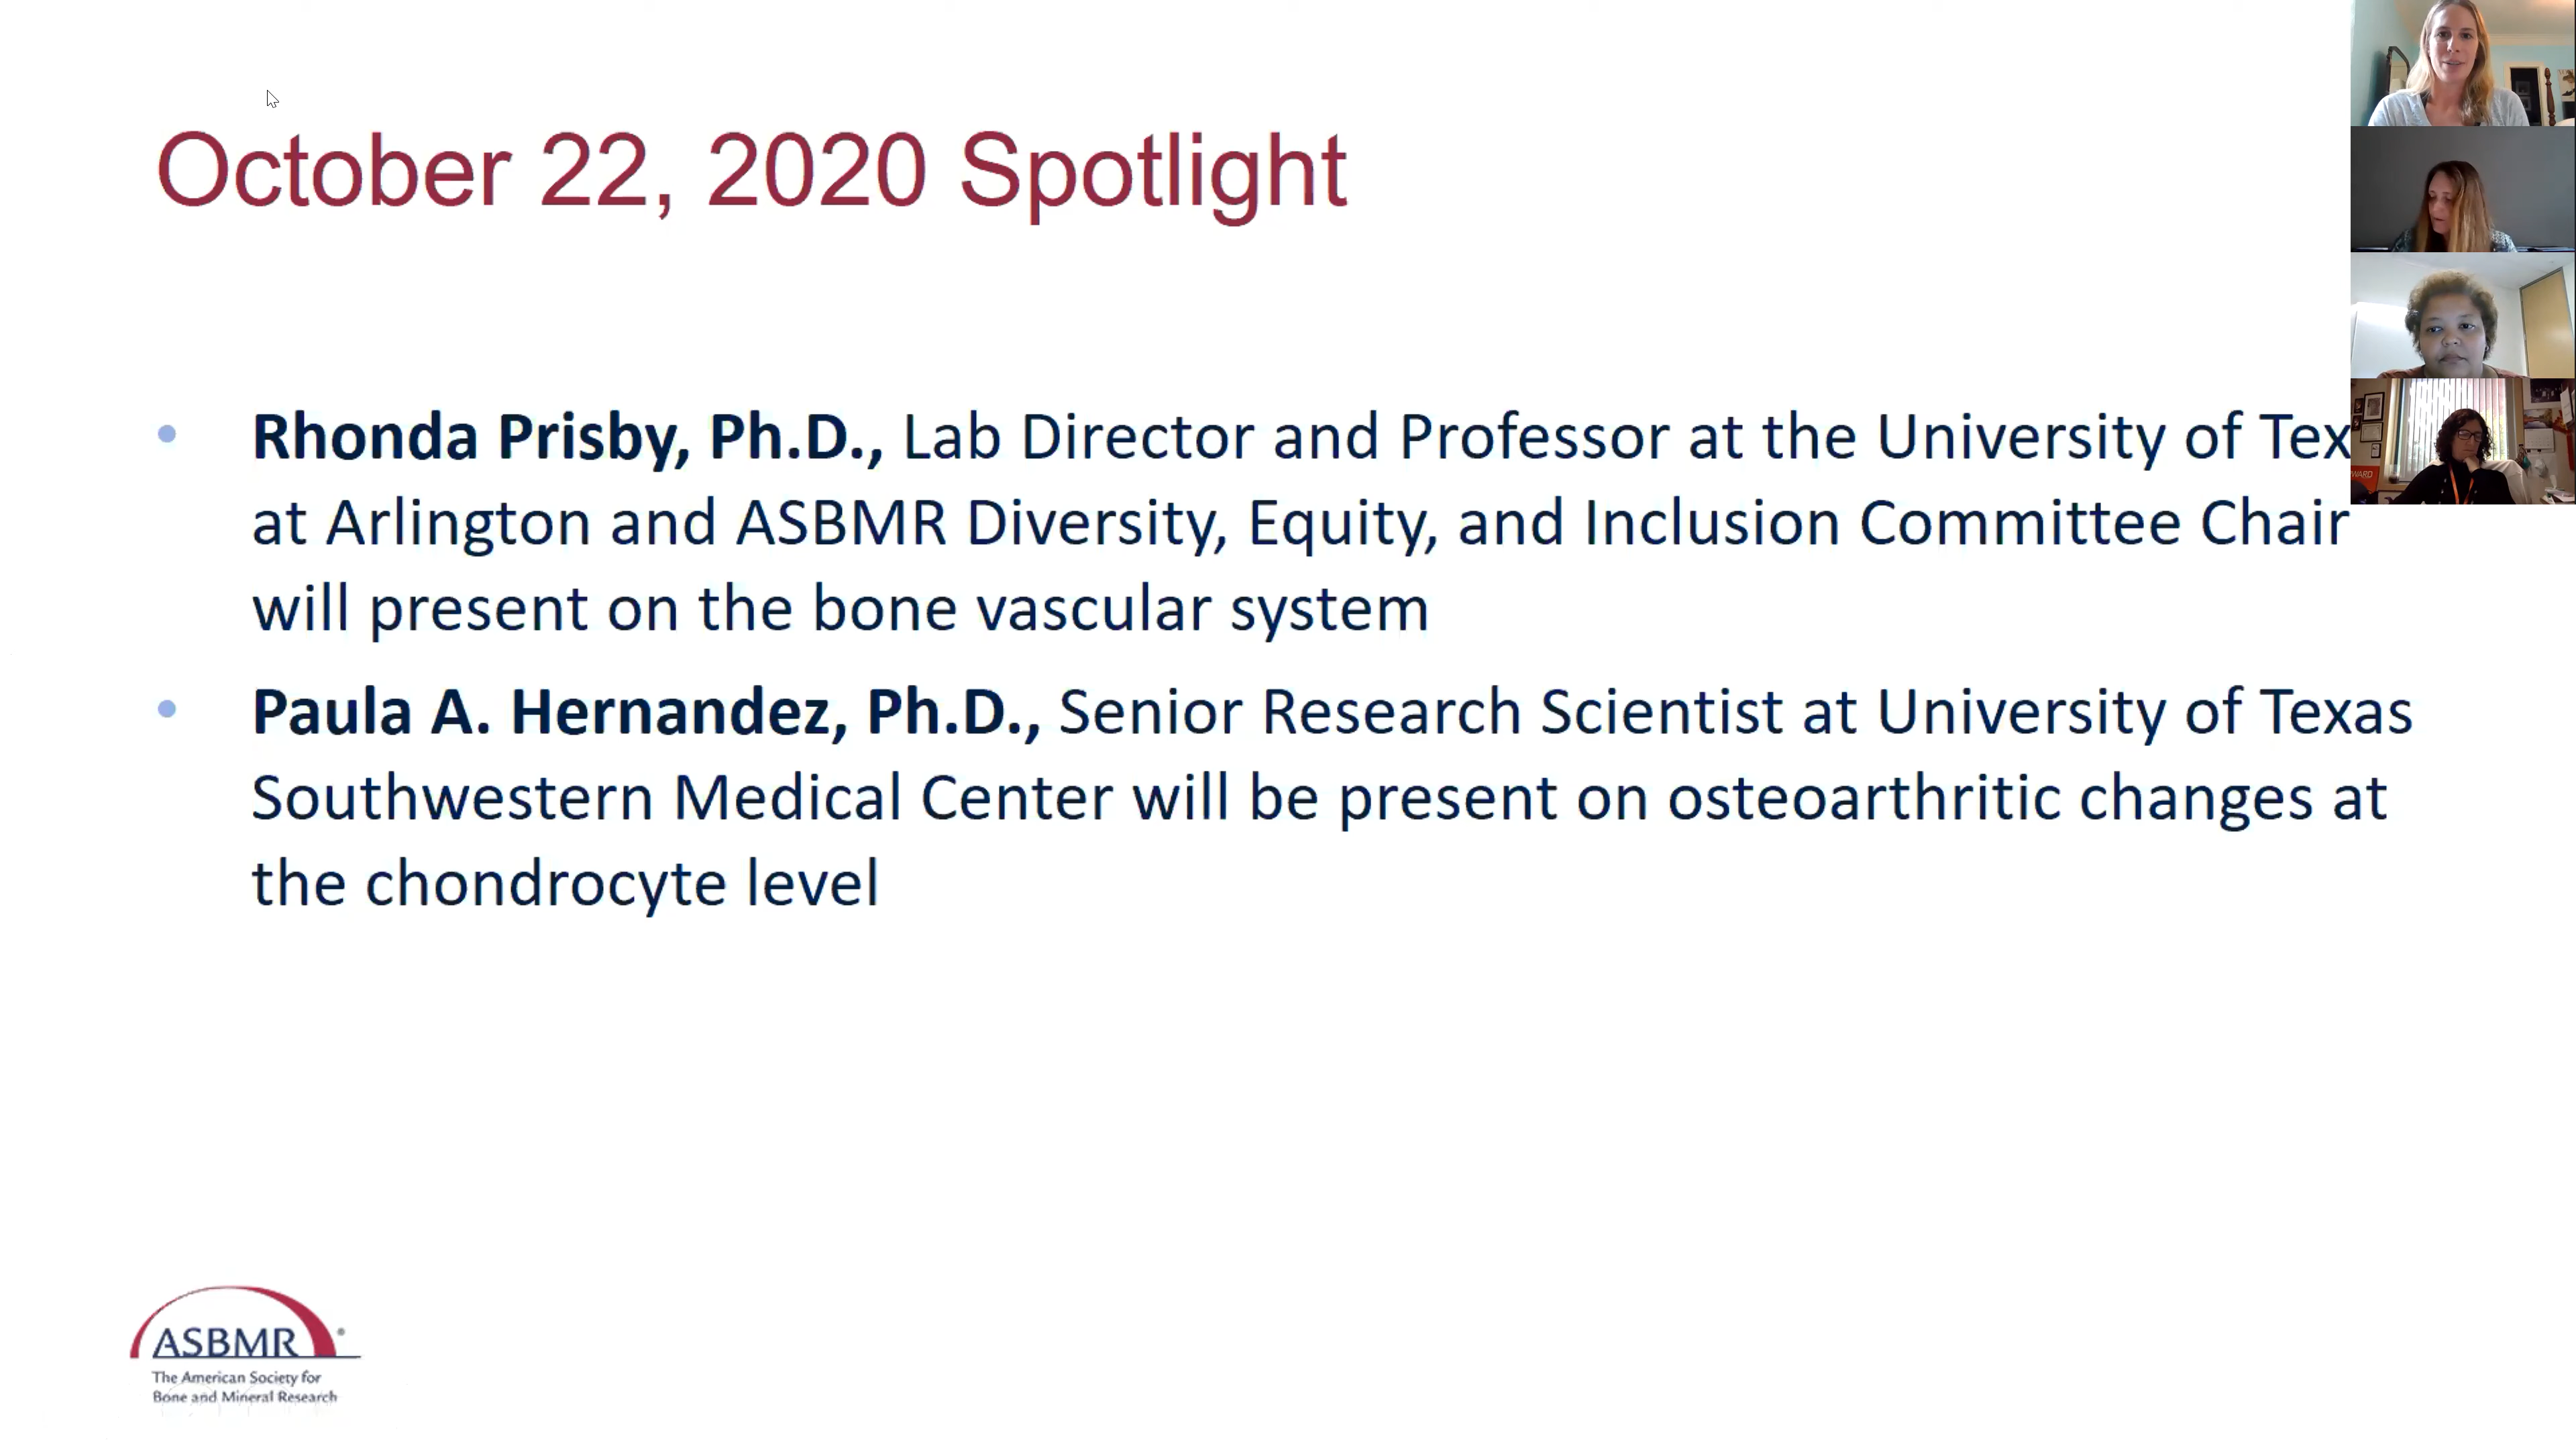 October 22, 2020 Spotlight
• Rhonda Prisby, Ph.D., Lab Director and Professor at the University of Tex
at Arlington and ASBMR Diversity, Equity, and Inclusion Committee Chair
will present on the bone vascular system
• Paula A. Hernandez, Ph.D., Senior Research Scientist at University of Texas
Southwestern Medical Center will be present on osteoarthritic changes at
the chondrocyte level
WARD
ASBMR
The American Society for
Bone and Mineral Research